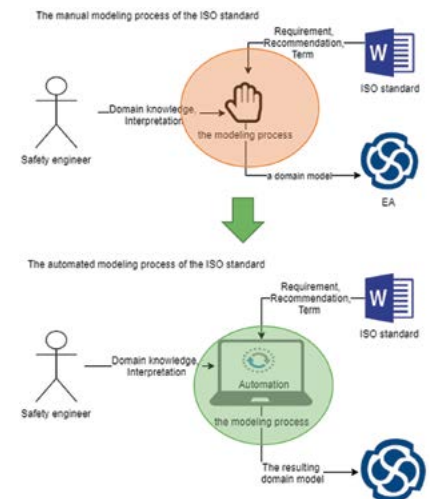 The manual modeling process of the ISO standard
Requirement,
Recommendation,
Term
W
ISO standard
Domain knowledge,
Interpretation
the modeling process
Safety engineer
a domain model
EA
The automated modeling process of the ISO standard
Requirement,
Recommendation,
Term
W
ISO standard
Domain knowledge,
Interpretation
Automation
Safety engineer
the modeling process
The resulting
domain model